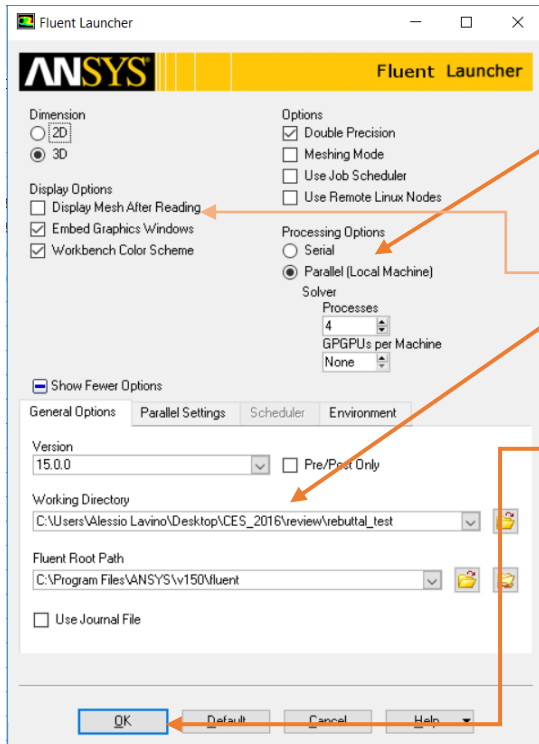 Fluent Launcher
ANSYS®
Fluent Launcher
Dimension
2D
3D
Display Options
Display Mesh After Reading
Embed Graphics Windows
Workbench Color Scheme
Options
Double Precision
Meshing Mode
Use Job Scheduler
Use Remote Linux Nodes
Processing Options
Serial
Parallel (Local Machine)
Solver
Processes
4
GPGPUs per Machine
None
Show Fewer Options
General Options Parallel Settings Scheduler Environment
Version
15.0.0 Pre/Post Only
Working Directory
C:\Users\Alessio Lavino\Desktop\CES_2016\review\rebuttal_test
Fluent Root Path
C:\Program Files\ANSYS\v150\fluent
Use Journal File
OK Default Cancel Help